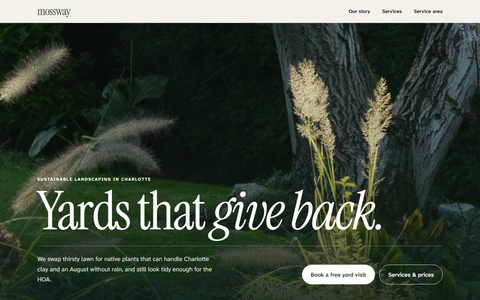 mossway
Our story Services Service area
SUSTAINABLE LANDSCAPING IN CHARLOTTE
Yards that give back.
We swap thirsty lawn for native plants that can handle Charlotte
clay and an August without rain, and still look tidy enough for the
HOA.
Book a free yard visit
Services & prices